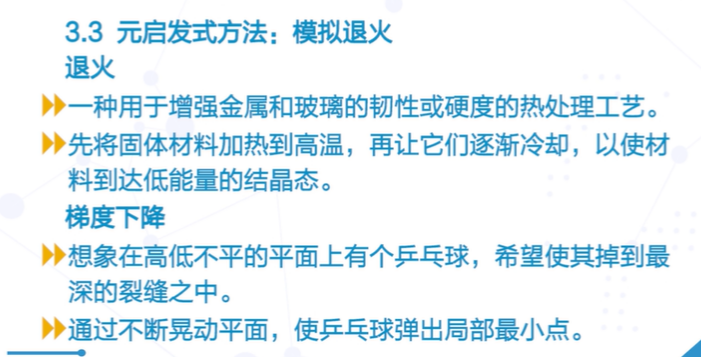 3.3 元启发式方法：模拟退火
退火
一种用于增强金属和玻璃的韧性或硬度的热处理工艺。
先将固体材料加热到高温，再让它们逐渐冷却，以使材
料到达低能量的结晶态。
梯度下降
想象在高低不平的平面上有个乒乓球，希望使其掉到最
深的裂缝之中。
通过不断晃动平面，使乒乓球弹出局部最小点。